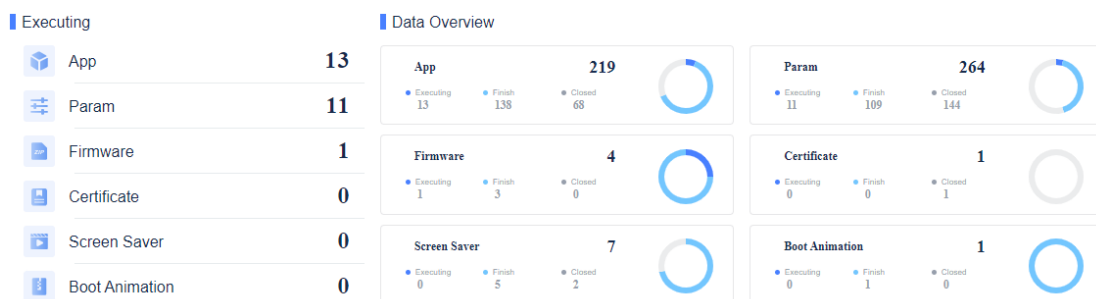 Executing
App 13
Param 11
Firmware 1
Certificate 0
Screen Saver 0
Boot Animation 0
Data Overview
App 219
Executing Finish Closed
13 138 68
Param 264
Executing Finish Closed
11 109 144
Firmware 4
Executing Finish Closed
1 3 0
Certificate 1
Executing Finish Closed
0 0 1
Screen Saver 7
Executing Finish Closed
0 5 2
Boot Animation 1
Executing Finish Closed
0 1 0